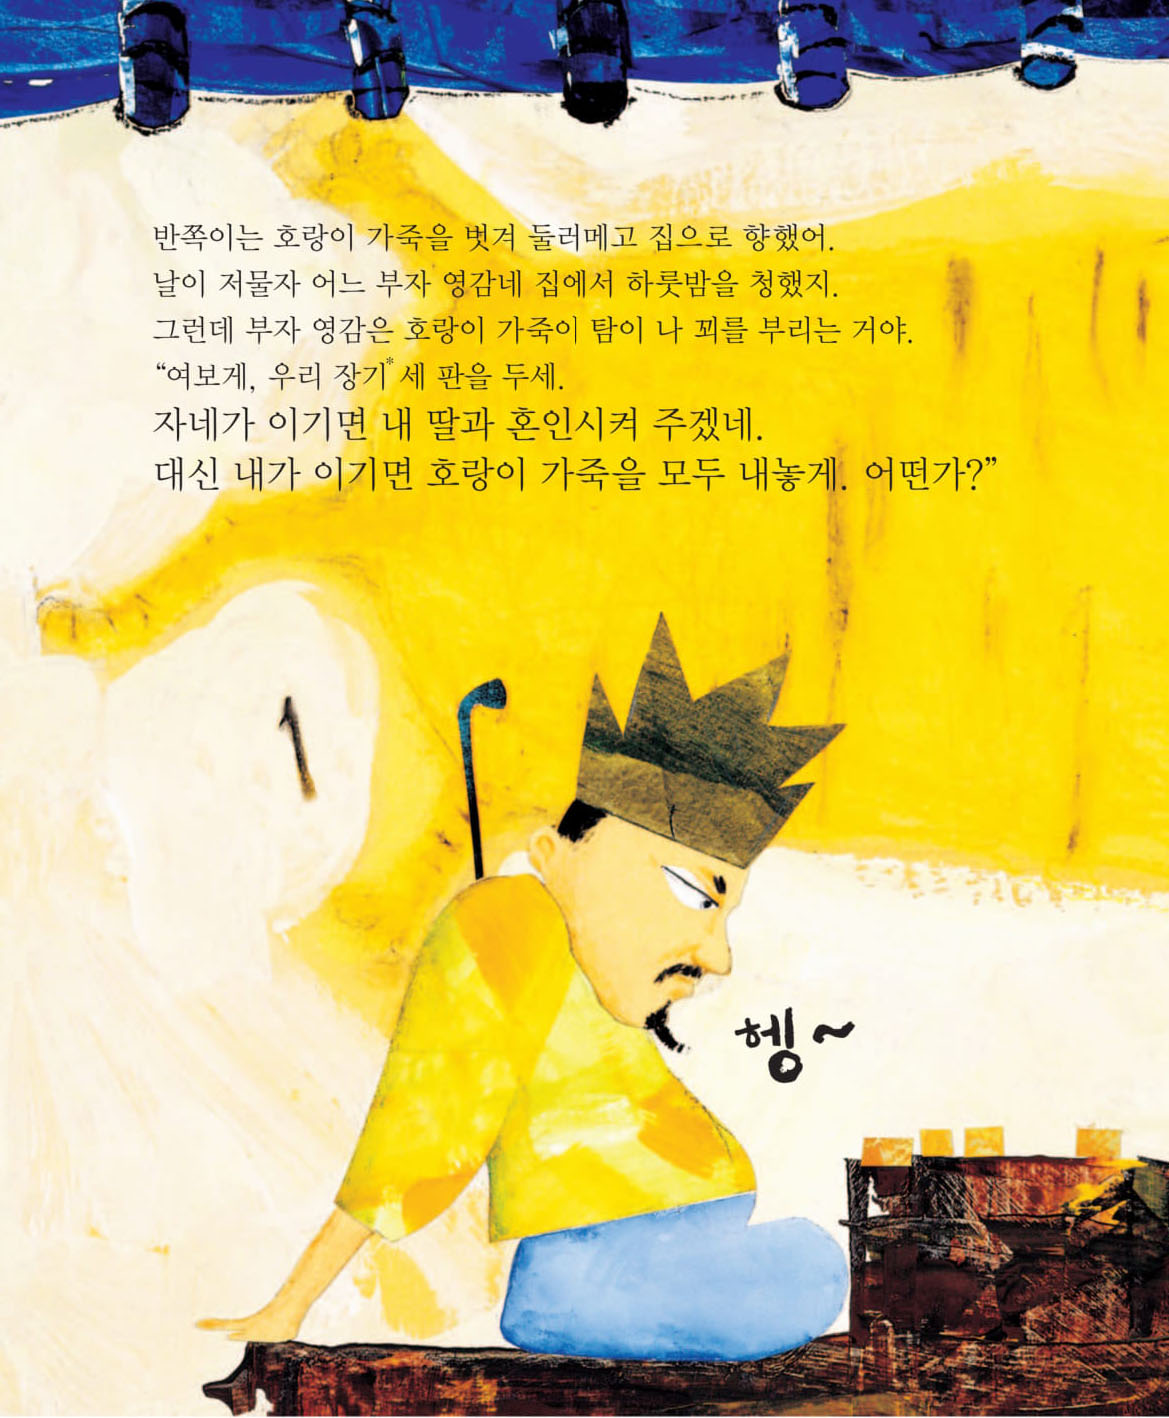 반쪽이는 호랑이 가죽을 벗겨 둘러메고 집으로 향했어.
날이 저물자 어느 부자 영감네 집에서 하룻밤을 청했지.
그런데 부자 영감은 호랑이 가죽이 탐이 나 꾀를 부리는 거야.
“여보게, 우리 장기* 세 판을 두세.
자네가 이기면 내 딸과 혼인시켜 주겠네.
대신 내가 이기면 호랑이 가죽을 모두 내놓게. 어떤가?”
헹~